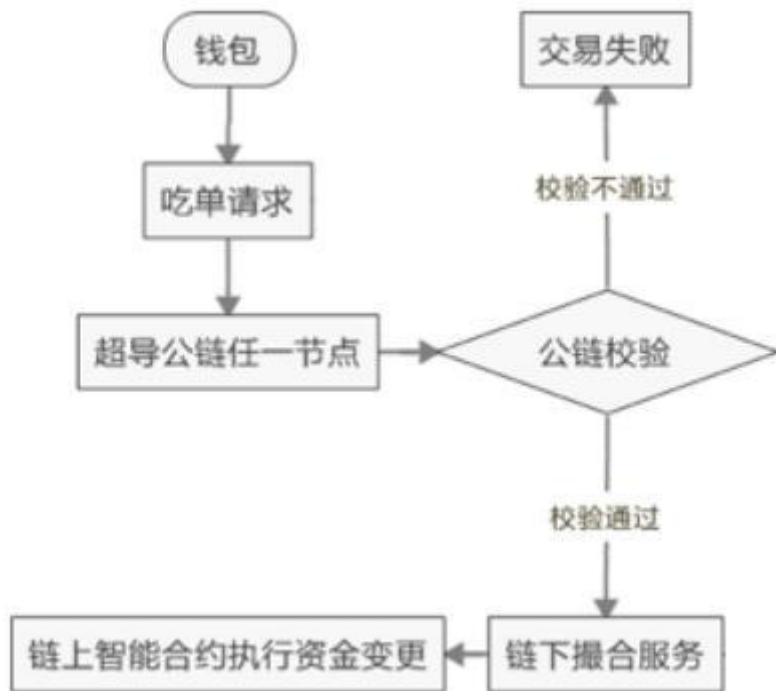 钱包
交易失败
校验不通过
吃单请求
超导公链任一节点
公链校验
校验通过
链上智能合约执行资金变更
链下撮合服务